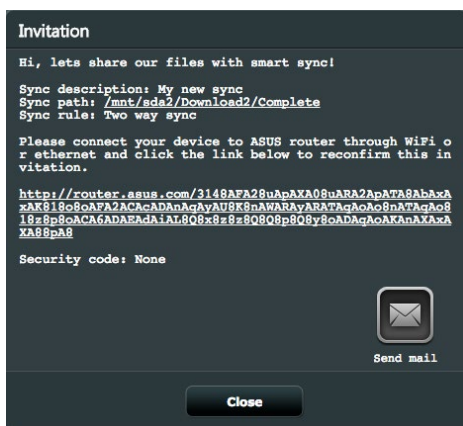 Invitation
Hi, lets share our files with smart sync!
Sync description: My new sync
Sync path: /mnt/sda2/Download2/Complete
Sync rule: Two way sync
Please connect your device to ASUS router through WiFi o
r ethernet and click the link below to reconfirm this in
vitation.
http://router.asus.com/3148AFA28uApAXA08uARA2ApATA8AbAxA
xAK818o8oAFA2ACAcADAnAqAyAU8K8nAWARAyARATAqAoAo8nATAqAo8
18z8p8oACA6ADAEAdAiAL8Q8x8z8z8Q8Q8p8Q8y8oADAqAoAKAnAXAxA
XA88pA8
Security code: None
Send mail
Close